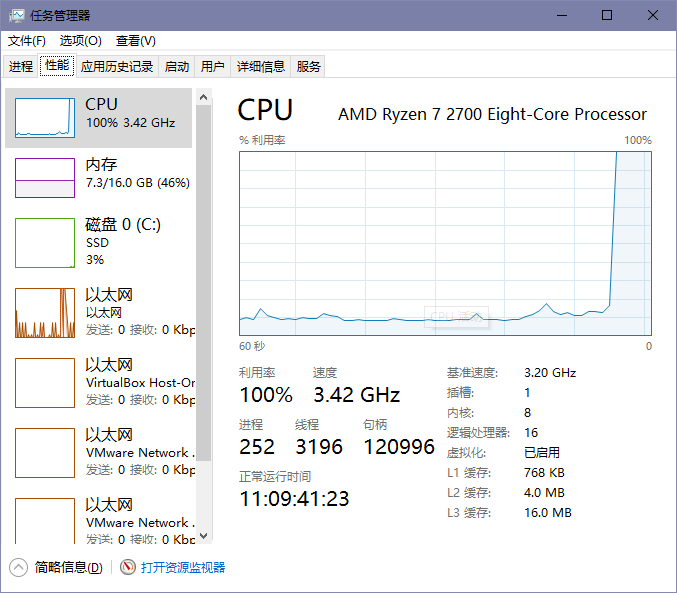 任务管理器
文件(F) 选项(O) 查看(V)
进程 性能 应用历史记录 启动 用户 详细信息 服务
CPU
100% 3.42 GHz
内存
7.3/16.0 GB (46%)
磁盘 0 (C:)
SSD
3%
以太网
以太网
发送: 0 接收: 0 Kbp
以太网
VirtualBox Host-Or
发送: 0 接收: 0 Kbp
以太网
VMware Network .
发送: 0 接收: 0 Kbp
以太网
VMware Network .
发送: 0 接收: 0 Kbp
CPU
AMD Ryzen 7 2700 Eight-Core Processor
% 利用率
100%
60 秒
0
利用率
100%
速度
3.42 GHz
进程
252
线程
3196
句柄
120996
正常运行时间
11:09:41:23
基准速度: 3.20 GHz
插槽: 1
内核: 8
逻辑处理器: 16
虚拟化: 已启用
L1 缓存: 768 KB
L2 缓存: 4.0 MB
L3 缓存: 16.0 MB
简略信息(D)
打开资源监视器